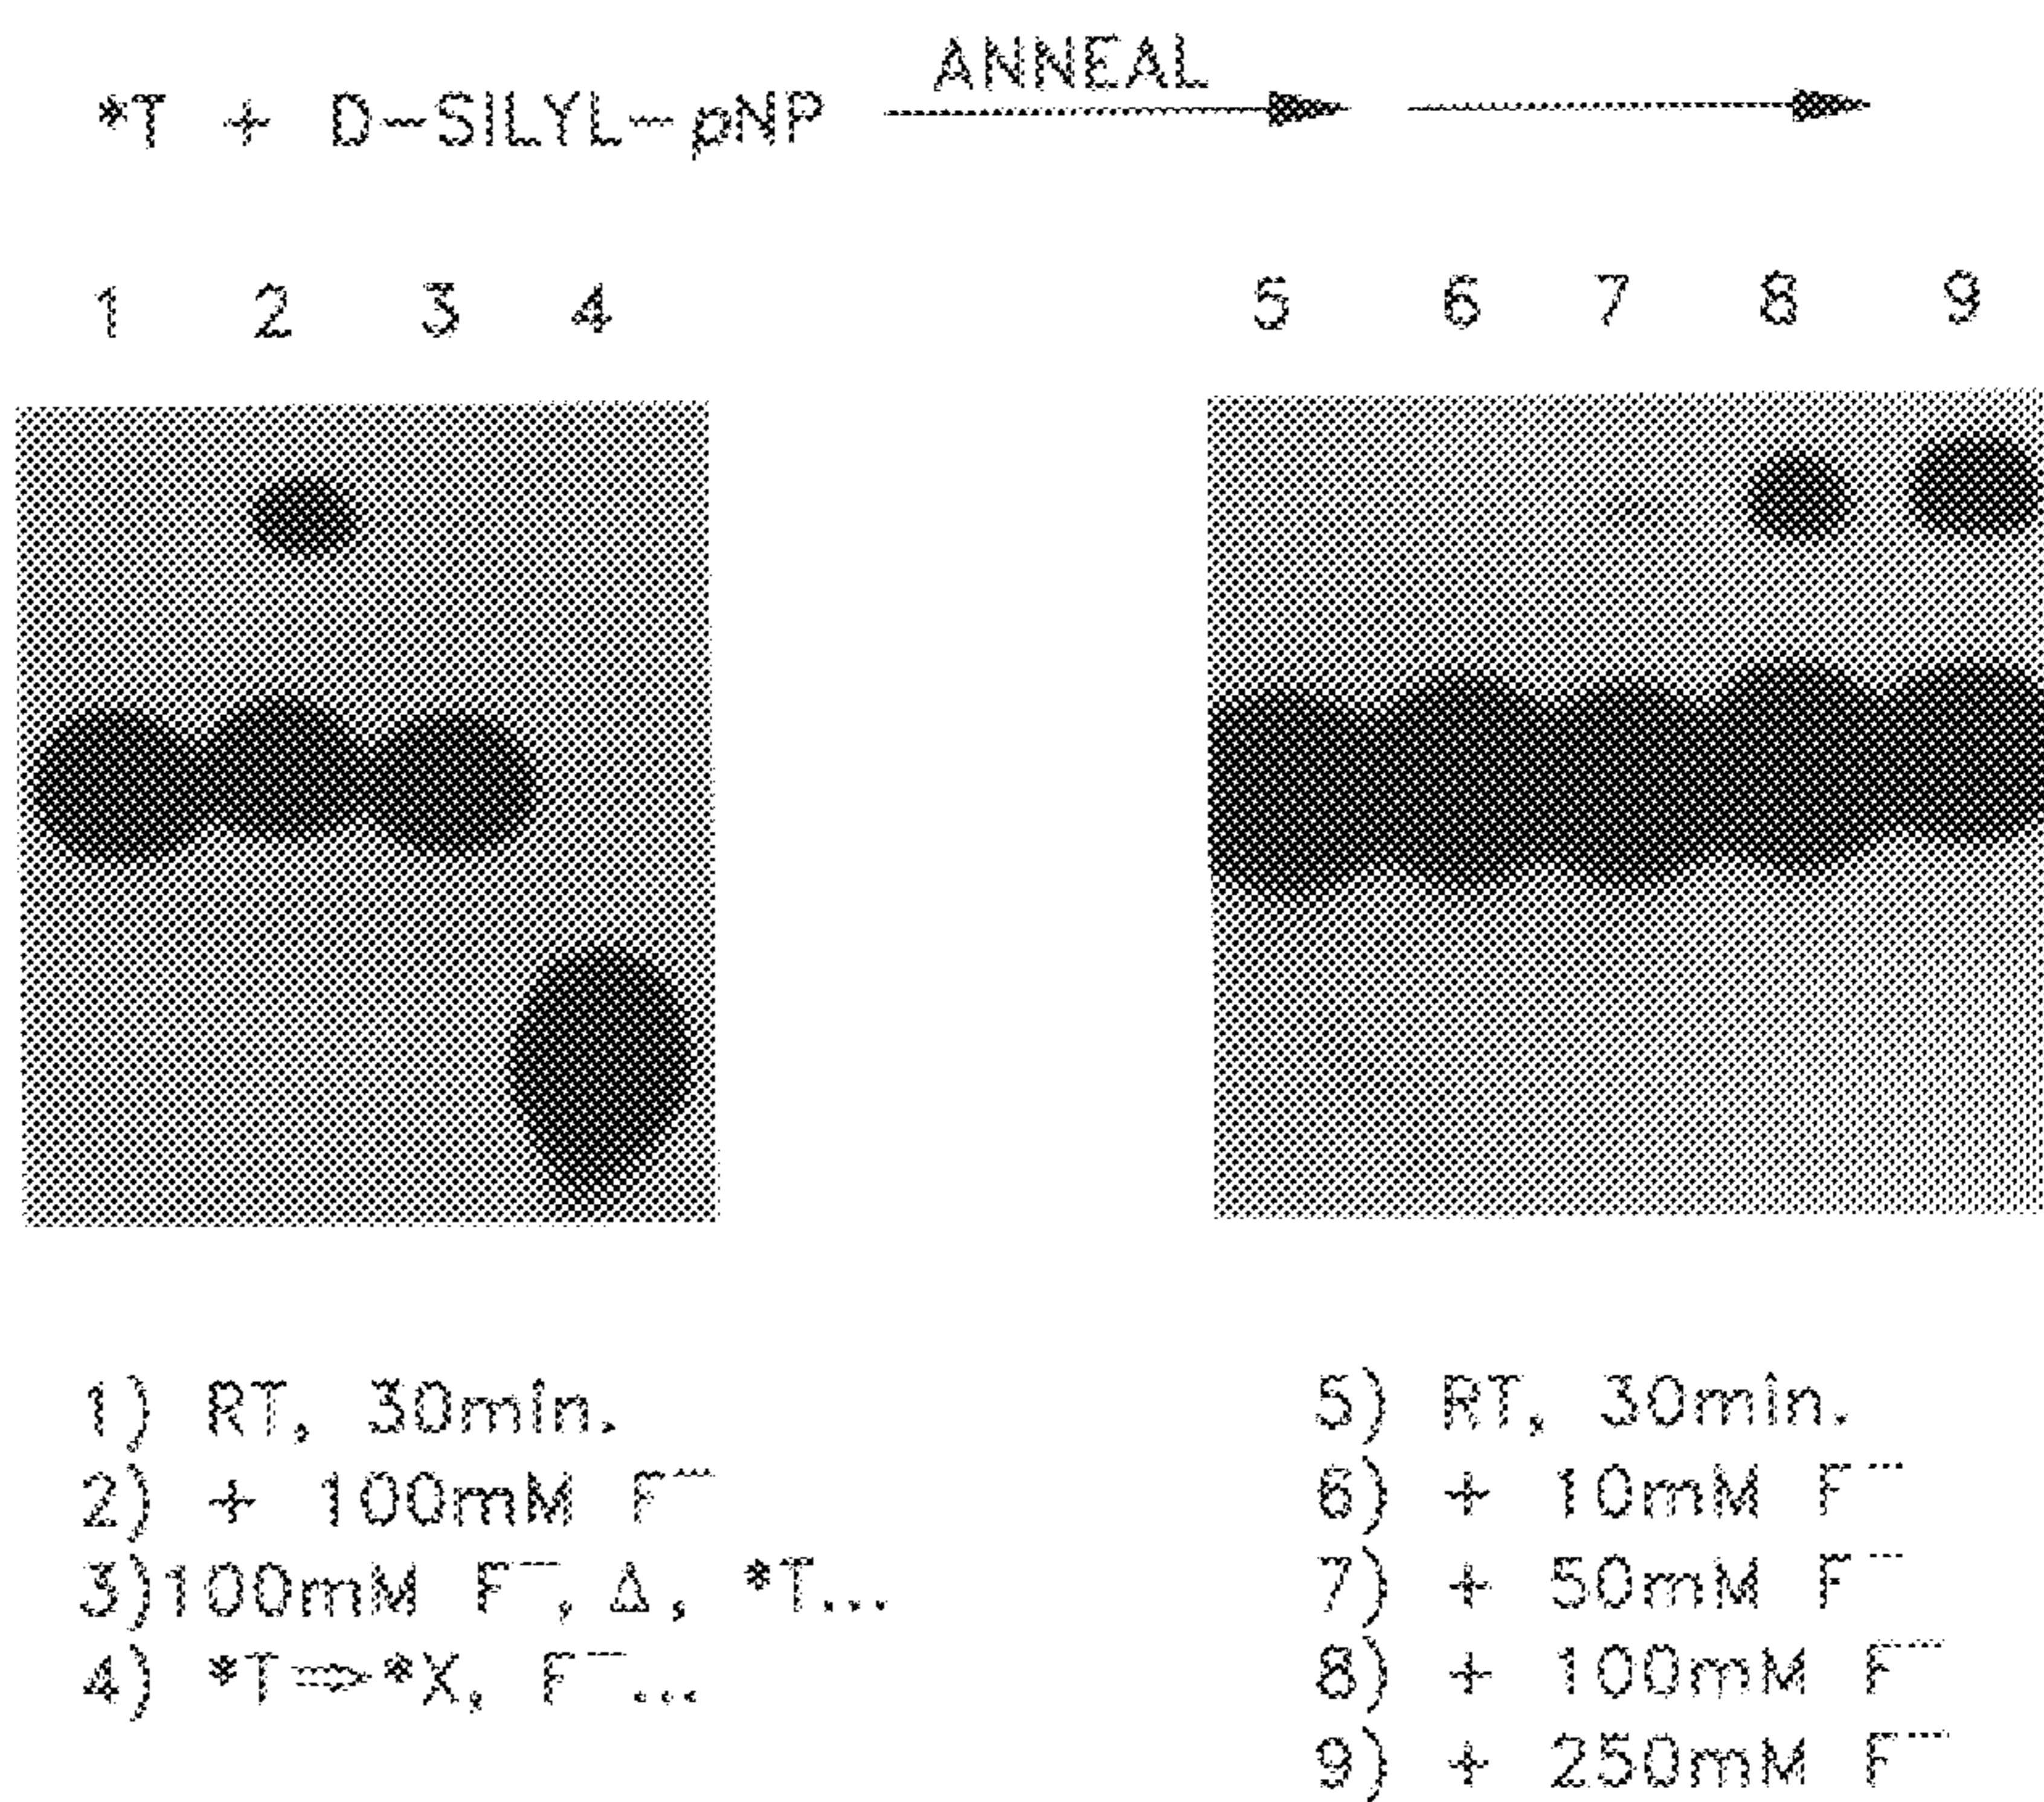 ANNEAL
*T + D-SILYL-pNP
1 2 3 4 5 6 7 8 9
1) RT, 30min.
2) + 100mM F⁻
3)100mM F⁻, Δ, *T...
4) *T⇒*X, F⁻...
5) RT, 30min.
6) + 10mM F⁻
7) + 50mM F⁻
8) + 100mM F⁻
9) + 250mM F⁻